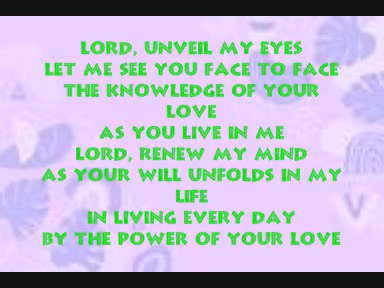 LORD, UNVEIL MY EYES
LET ME SEE YOU FACE TO FACE
THE KNOWLEDGE OF YOUR
LOVE
AS YOU LIVE IN ME
LORD, RENEW MY MIND
AS YOUR WILL UNFOLDS IN MY
LIFE
IN LIVING EVERY DAY
BY THE POWER OF YOUR LOVE